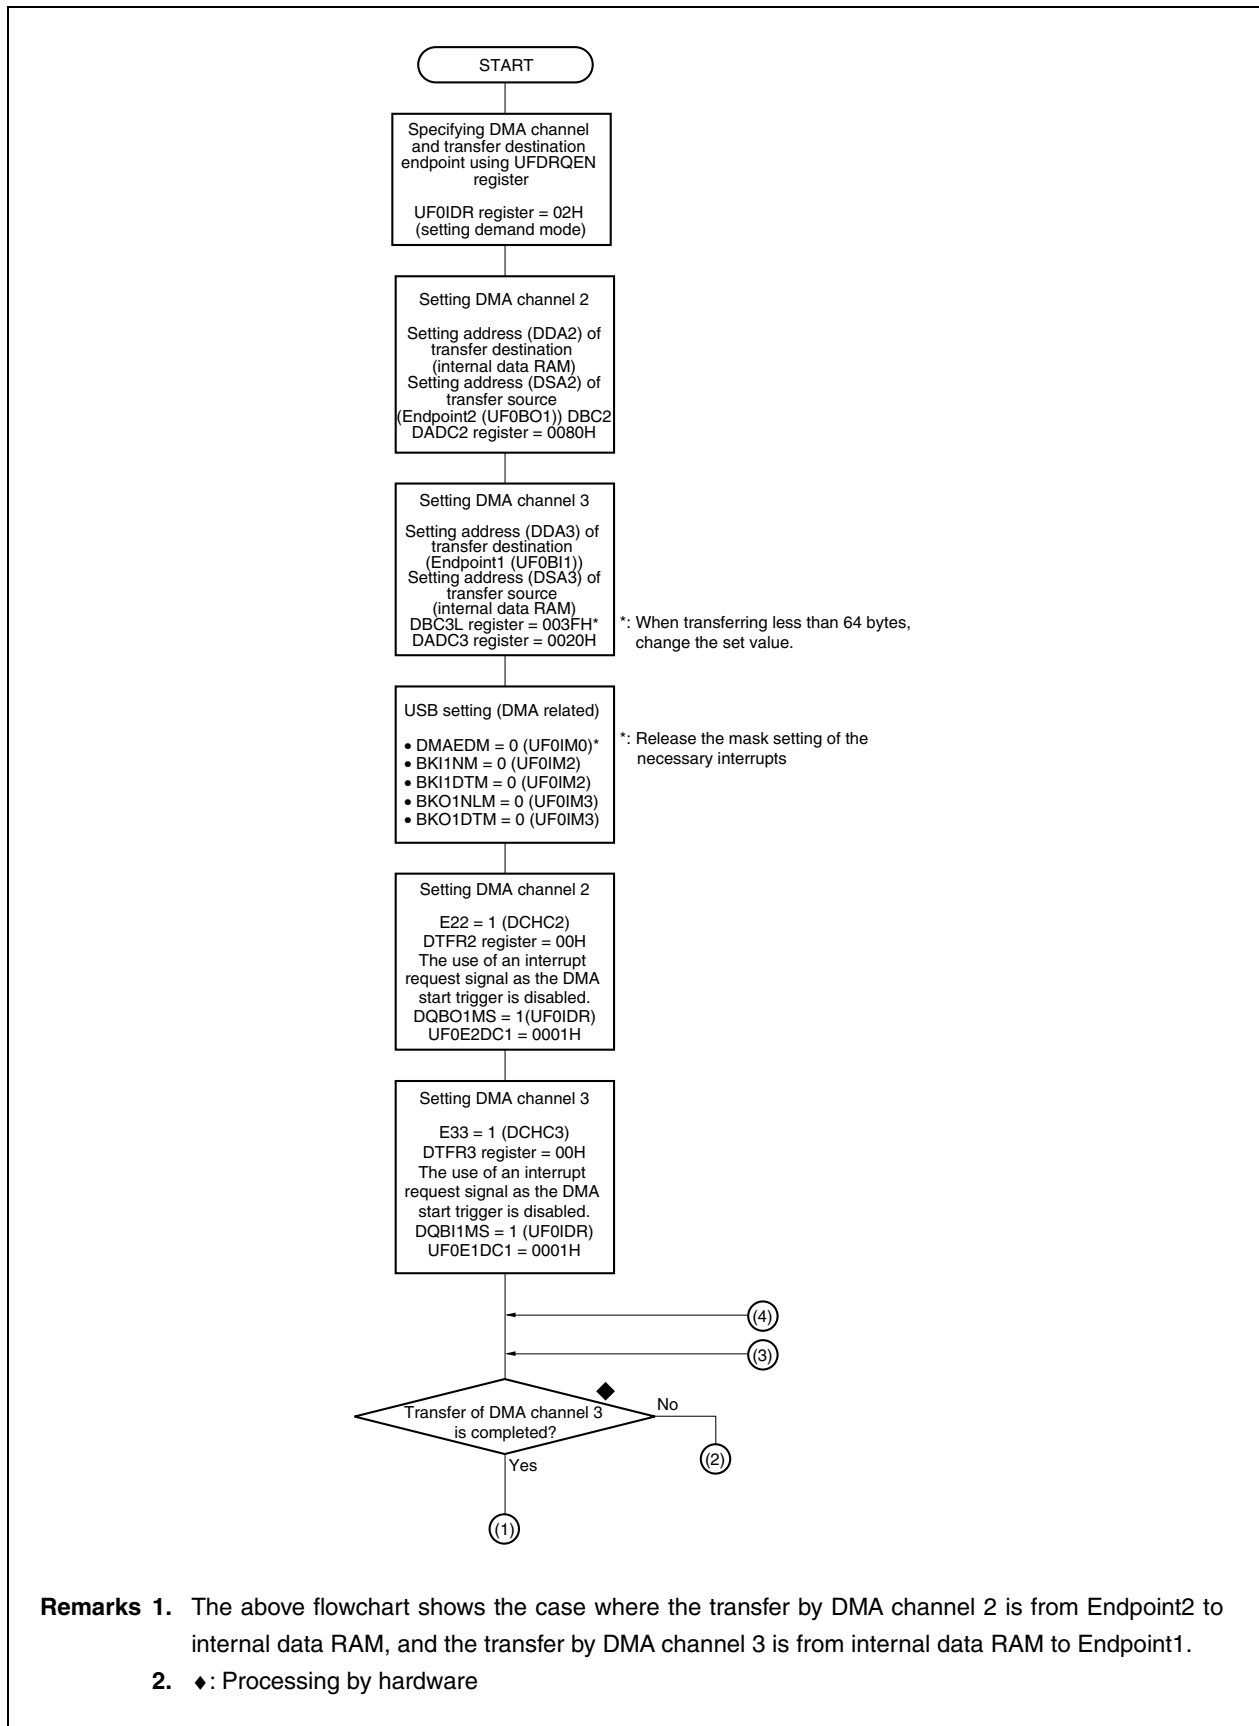 START
Specifying DMA channel
and transfer destination
endpoint using UFDRQEN
register
UF0IDR register = 02H
(setting demand mode)
Setting DMA channel 2
Setting address (DDA2) of
transfer destination
(internal data RAM)
Setting address (DSA2) of
transfer source
(Endpoint2 (UF0BO1)) DBC2
DADC2 register = 0080H
Setting DMA channel 3
Setting address (DDA3) of
transfer destination
(Endpoint1 (UF0BI1))
Setting address (DSA3) of
transfer source
(internal data RAM)
DBC3L register = 003FH*
DADC3 register = 0020H
*: When transferring less than 64 bytes,
change the set value.
USB setting (DMA related)
• DMAEDM = 0 (UF0IM0)*
• BKI1NM = 0 (UF0IM2)
• BKI1DTM = 0 (UF0IM2)
• BKO1NLM = 0 (UF0IM3)
• BKO1DTM = 0 (UF0IM3)
*: Release the mask setting of the
necessary interrupts
Setting DMA channel 2
E22 = 1 (DCHC2)
DTFR2 register = 00H
The use of an interrupt
request signal as the DMA
start trigger is disabled.
DQBO1MS = 1(UF0IDR)
UF0E2DC1 = 0001H
Setting DMA channel 3
E33 = 1 (DCHC3)
DTFR3 register = 00H
The use of an interrupt
request signal as the DMA
start trigger is disabled.
DQBI1MS = 1 (UF0IDR)
UF0E1DC1 = 0001H
(4)
(3)
Transfer of DMA channel 3
is completed?
No
(2)
Yes
(1)
Remarks 1. The above flowchart shows the case where the transfer by DMA channel 2 is from Endpoint2 to
internal data RAM, and the transfer by DMA channel 3 is from internal data RAM to Endpoint1.
2. ♦: Processing by hardware